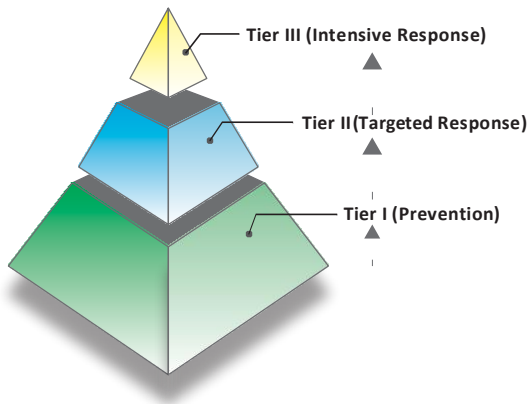 Tier III (Intensive Response)
Tier II(Targeted Response)
Tier I (Prevention)